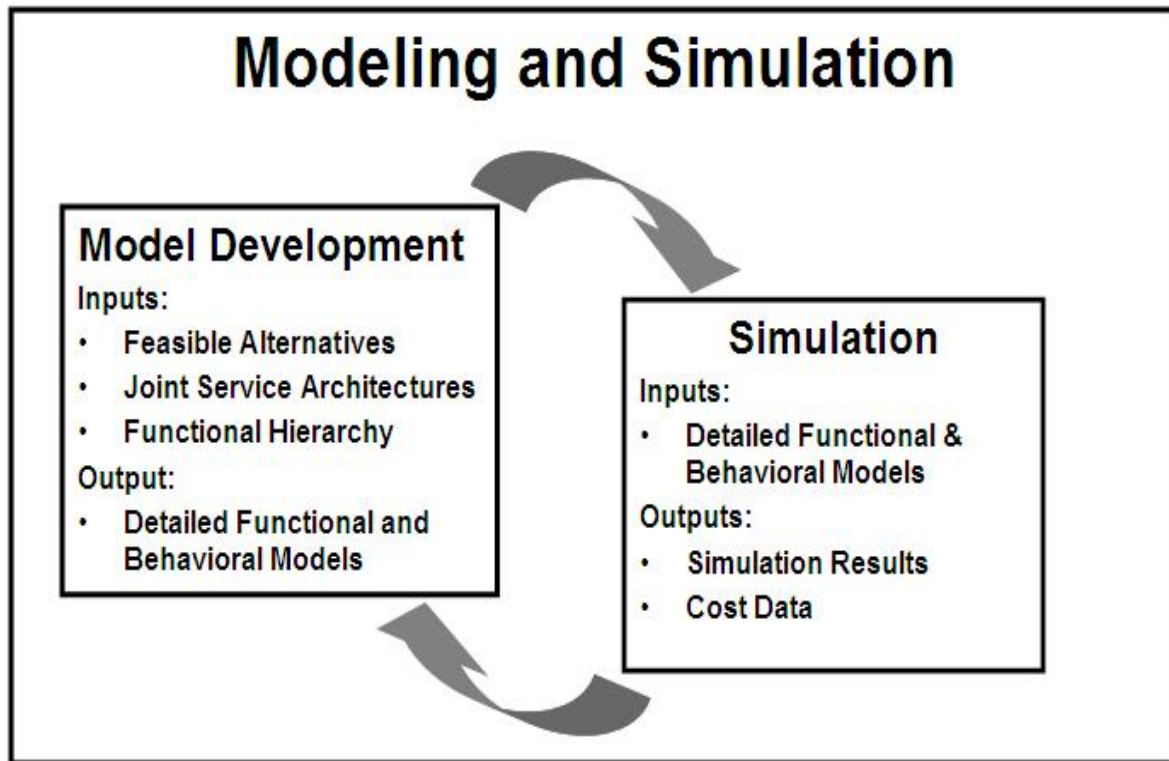 Modeling and Simulation
Model Development
Inputs:
• Feasible Alternatives
• Joint Service Architectures
• Functional Hierarchy
Output:
• Detailed Functional and
Behavioral Models
Simulation
Inputs:
• Detailed Functional &
Behavioral Models
Outputs:
• Simulation Results
• Cost Data